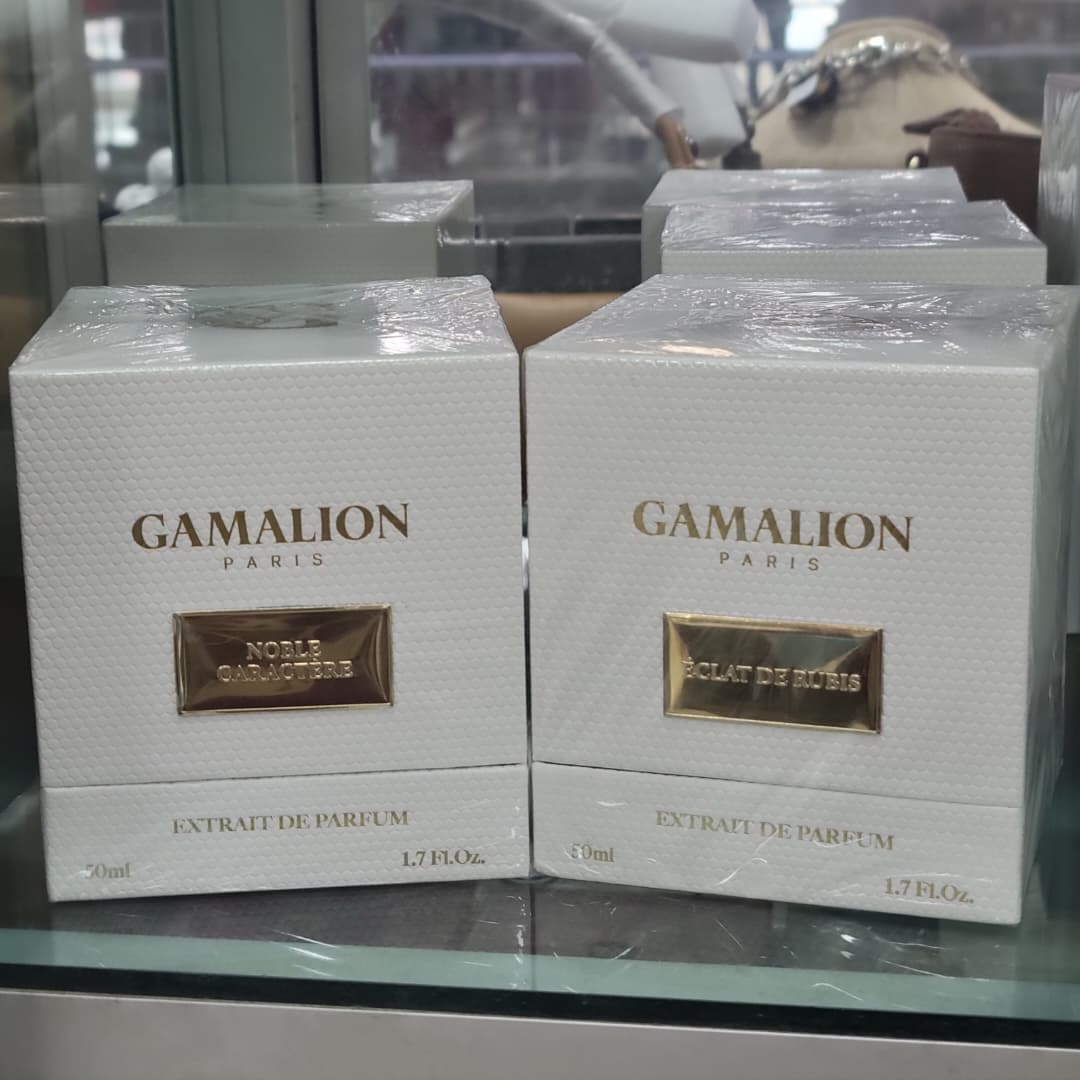 GAMALION
PARIS
NOBLE
CARACTÈRE
EXTRAIT DE PARFUM
50ml
1.7 Fl.Oz.
GAMALION
PARIS
ÉCLAT DE RUBIS
EXTRAIT DE PARFUM
50ml
1.7 Fl.Oz.